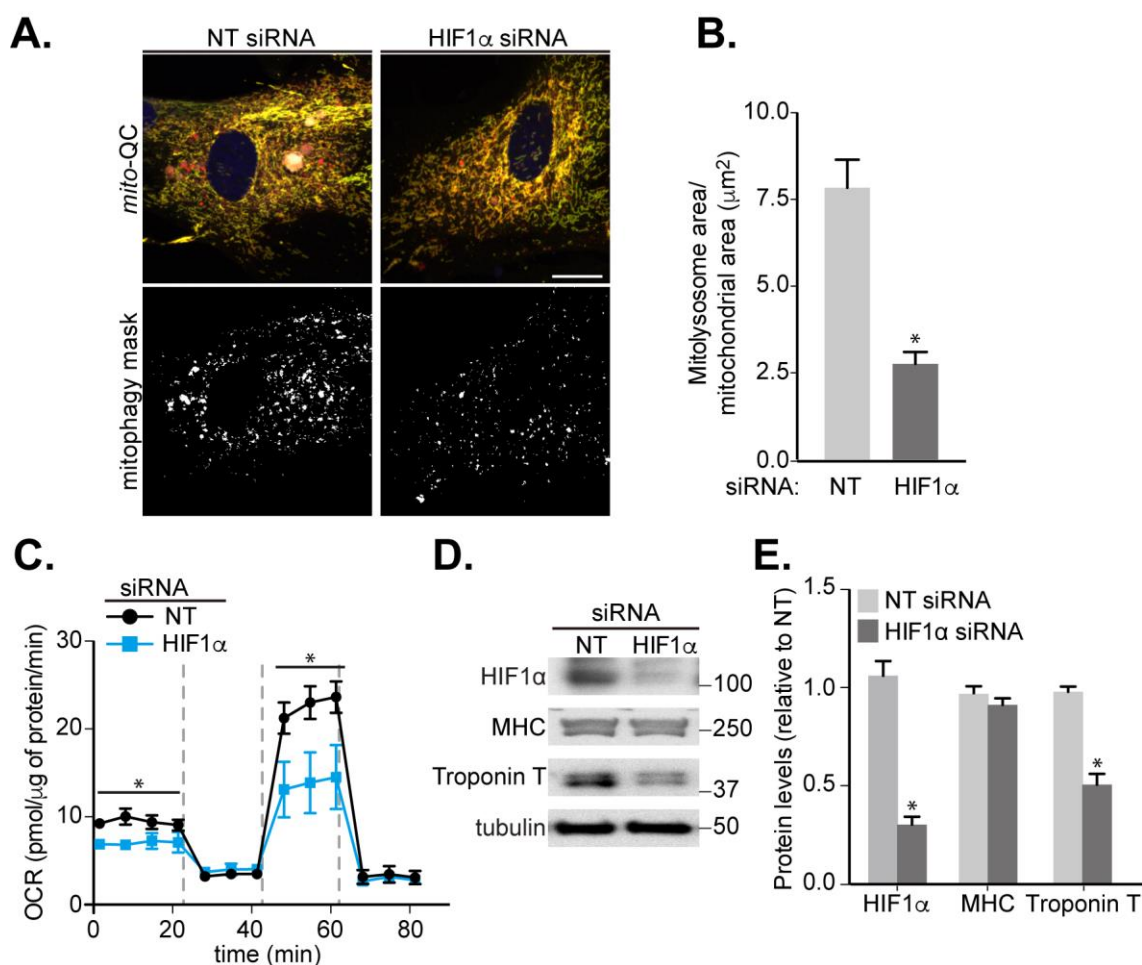 A.
NT siRNA
HIF1α siRNA
mito-QC
mitophagy mask
B.
Mitolysosome area/
mitochondrial area (μm²)
10.0
7.5
5.0
2.5
0.0
*
siRNA: NT HIF1α
C.
siRNA
NT
HIF1α
OCR (pmol/μg of protein/min)
30
20
10
0
*
*
0 20 40 60 80
time (min)
D.
siRNA
NT HIF1α
HIF1α 100
MHC 250
Troponin T 37
tubulin 50
E.
Protein levels (relative to NT)
1.5
1.0
0.5
0.0
NT siRNA
HIF1α siRNA
*
*
HIF1α MHC Troponin T